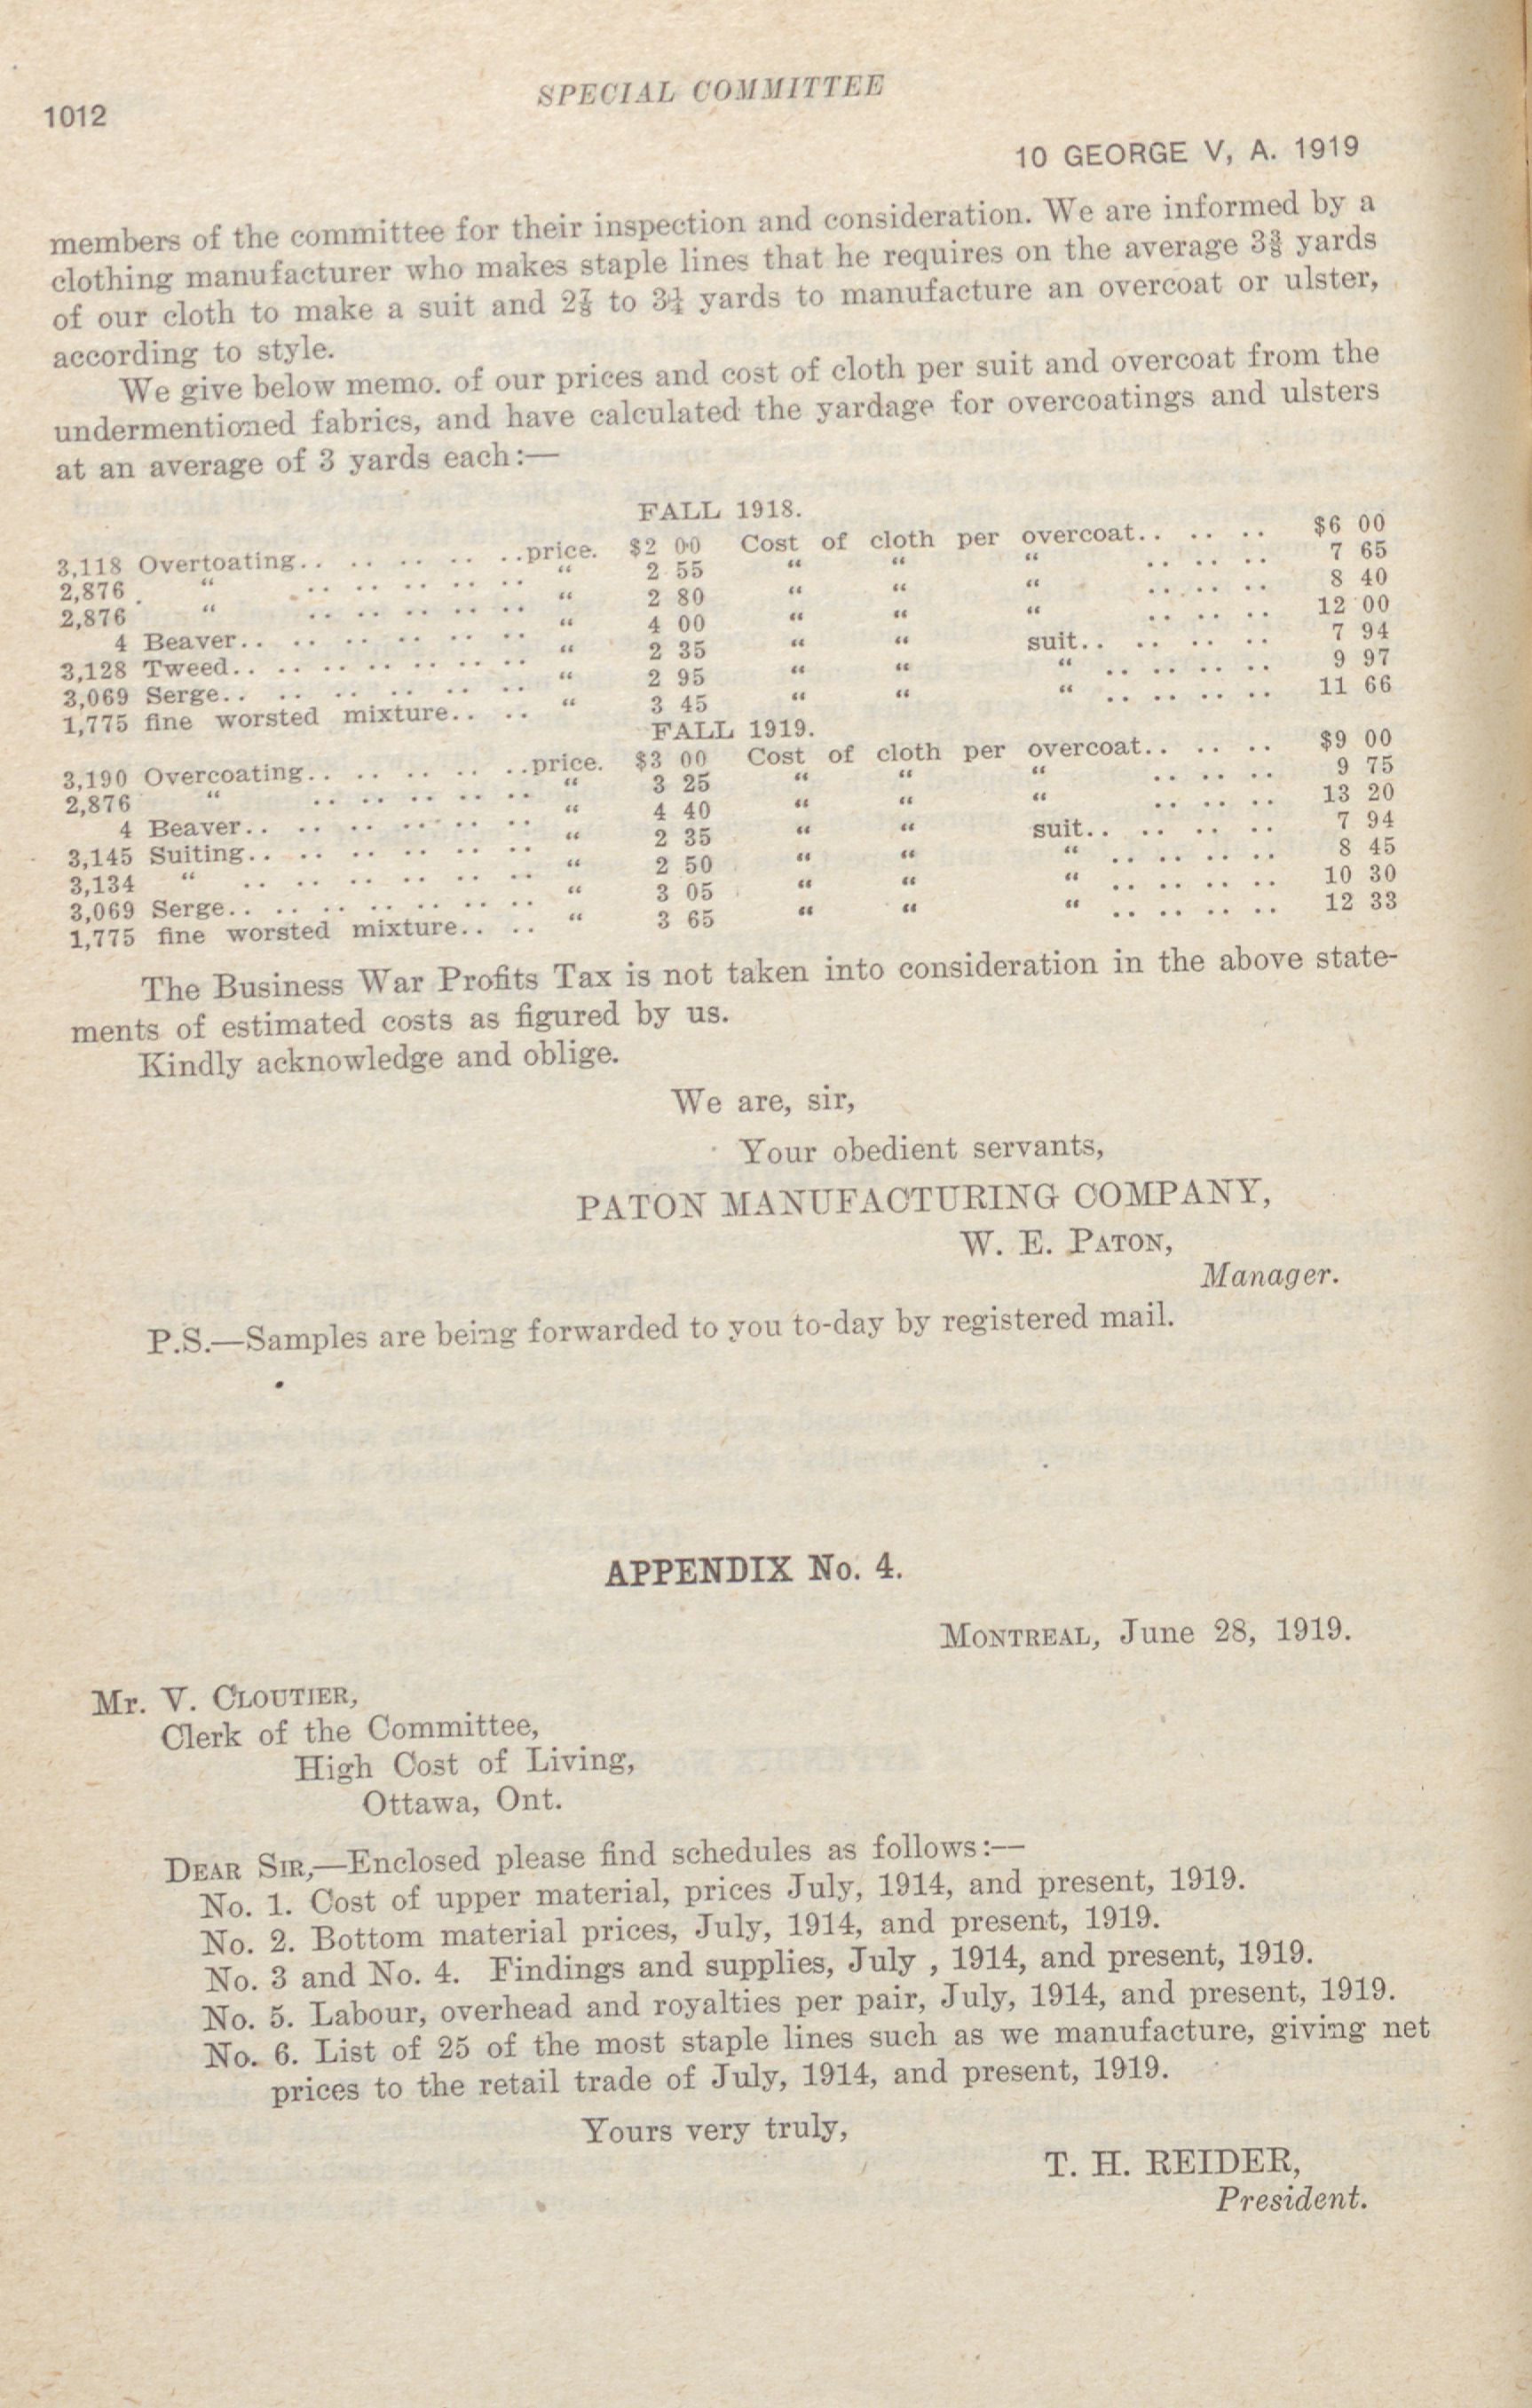 SPECIAL COMMITTEE
1012
10 GEORGE V, A. 1919
members of the committee for their inspection and consideration. We are informed by a
clothing manufacturer who makes staple lines that he requires on the average 3⅜ yards
of our cloth to make a suit and 2⅞ to 3¼ yards to manufacture an overcoat or ulster,
according to style.
We give below memo. of our prices and cost of cloth per suit and overcoat from the
undermentioned fabrics, and have calculated the yardage for overcoatings and ulsters
at an average of 3 yards each:—
FALL 1918.
3,118 Overtoating.. .. .. .. .. ..price. $2 00 Cost of cloth per overcoat.. .. .. .. $6 00
2,876 “ .. .. .. .. .. “ 2 55 “ “ “ .. .. .. 7 65
2,876 “ .. .. .. .. .. “ 2 80 “ “ “ .. .. .. 8 40
4 Beaver.. .. .. .. .. .. “ 4 00 “ “ “ .. .. .. 12 00
3,128 Tweed.. .. .. .. .. .. .. “ 2 35 “ “ suit.. .. .. .. 7 94
3,069 Serge.. .. .. .. .. .. “ 2 95 “ “ “ .. .. .. .. 9 97
1,775 fine worsted mixture.. .. “ 3 45 “ “ “ .. .. .. .. 11 66
FALL 1919.
3,190 Overcoating.. .. .. .. .. ..price. $3 00 Cost of cloth per overcoat.. .. .. .. $9 00
2,876 “ .. .. .. .. .. “ 3 25 “ “ “ .. .. .. 9 75
4 Beaver.. .. .. .. .. .. “ 4 40 “ “ “ .. .. .. 13 20
3,145 Suiting.. .. .. .. .. .. “ 2 35 “ “ suit.. .. .. .. 7 94
3,134 “ .. .. .. .. .. .. “ 2 50 “ “ “ .. .. .. .. 8 45
3,069 Serge.. .. .. .. .. .. “ 3 05 “ “ “ .. .. .. .. 10 30
1,775 fine worsted mixture.. .. “ 3 65 “ “ “ .. .. .. .. 12 33
The Business War Profits Tax is not taken into consideration in the above state-
ments of estimated costs as figured by us.
Kindly acknowledge and oblige.
We are, sir,
Your obedient servants,
PATON MANUFACTURING COMPANY,
W. E. PATON,
Manager.
P.S.—Samples are being forwarded to you to-day by registered mail.
APPENDIX No. 4.
MONTREAL, June 28, 1919.
Mr. V. CLOUTIER,
Clerk of the Committee,
High Cost of Living,
Ottawa, Ont.
DEAR SIR,—Enclosed please find schedules as follows:—
No. 1. Cost of upper material, prices July, 1914, and present, 1919.
No. 2. Bottom material prices, July, 1914, and present, 1919.
No. 3 and No. 4. Findings and supplies, July , 1914, and present, 1919.
No. 5. Labour, overhead and royalties per pair, July, 1914, and present, 1919.
No. 6. List of 25 of the most staple lines such as we manufacture, giving net
prices to the retail trade of July, 1914, and present, 1919.
Yours very truly,
T. H. REIDER,
President.